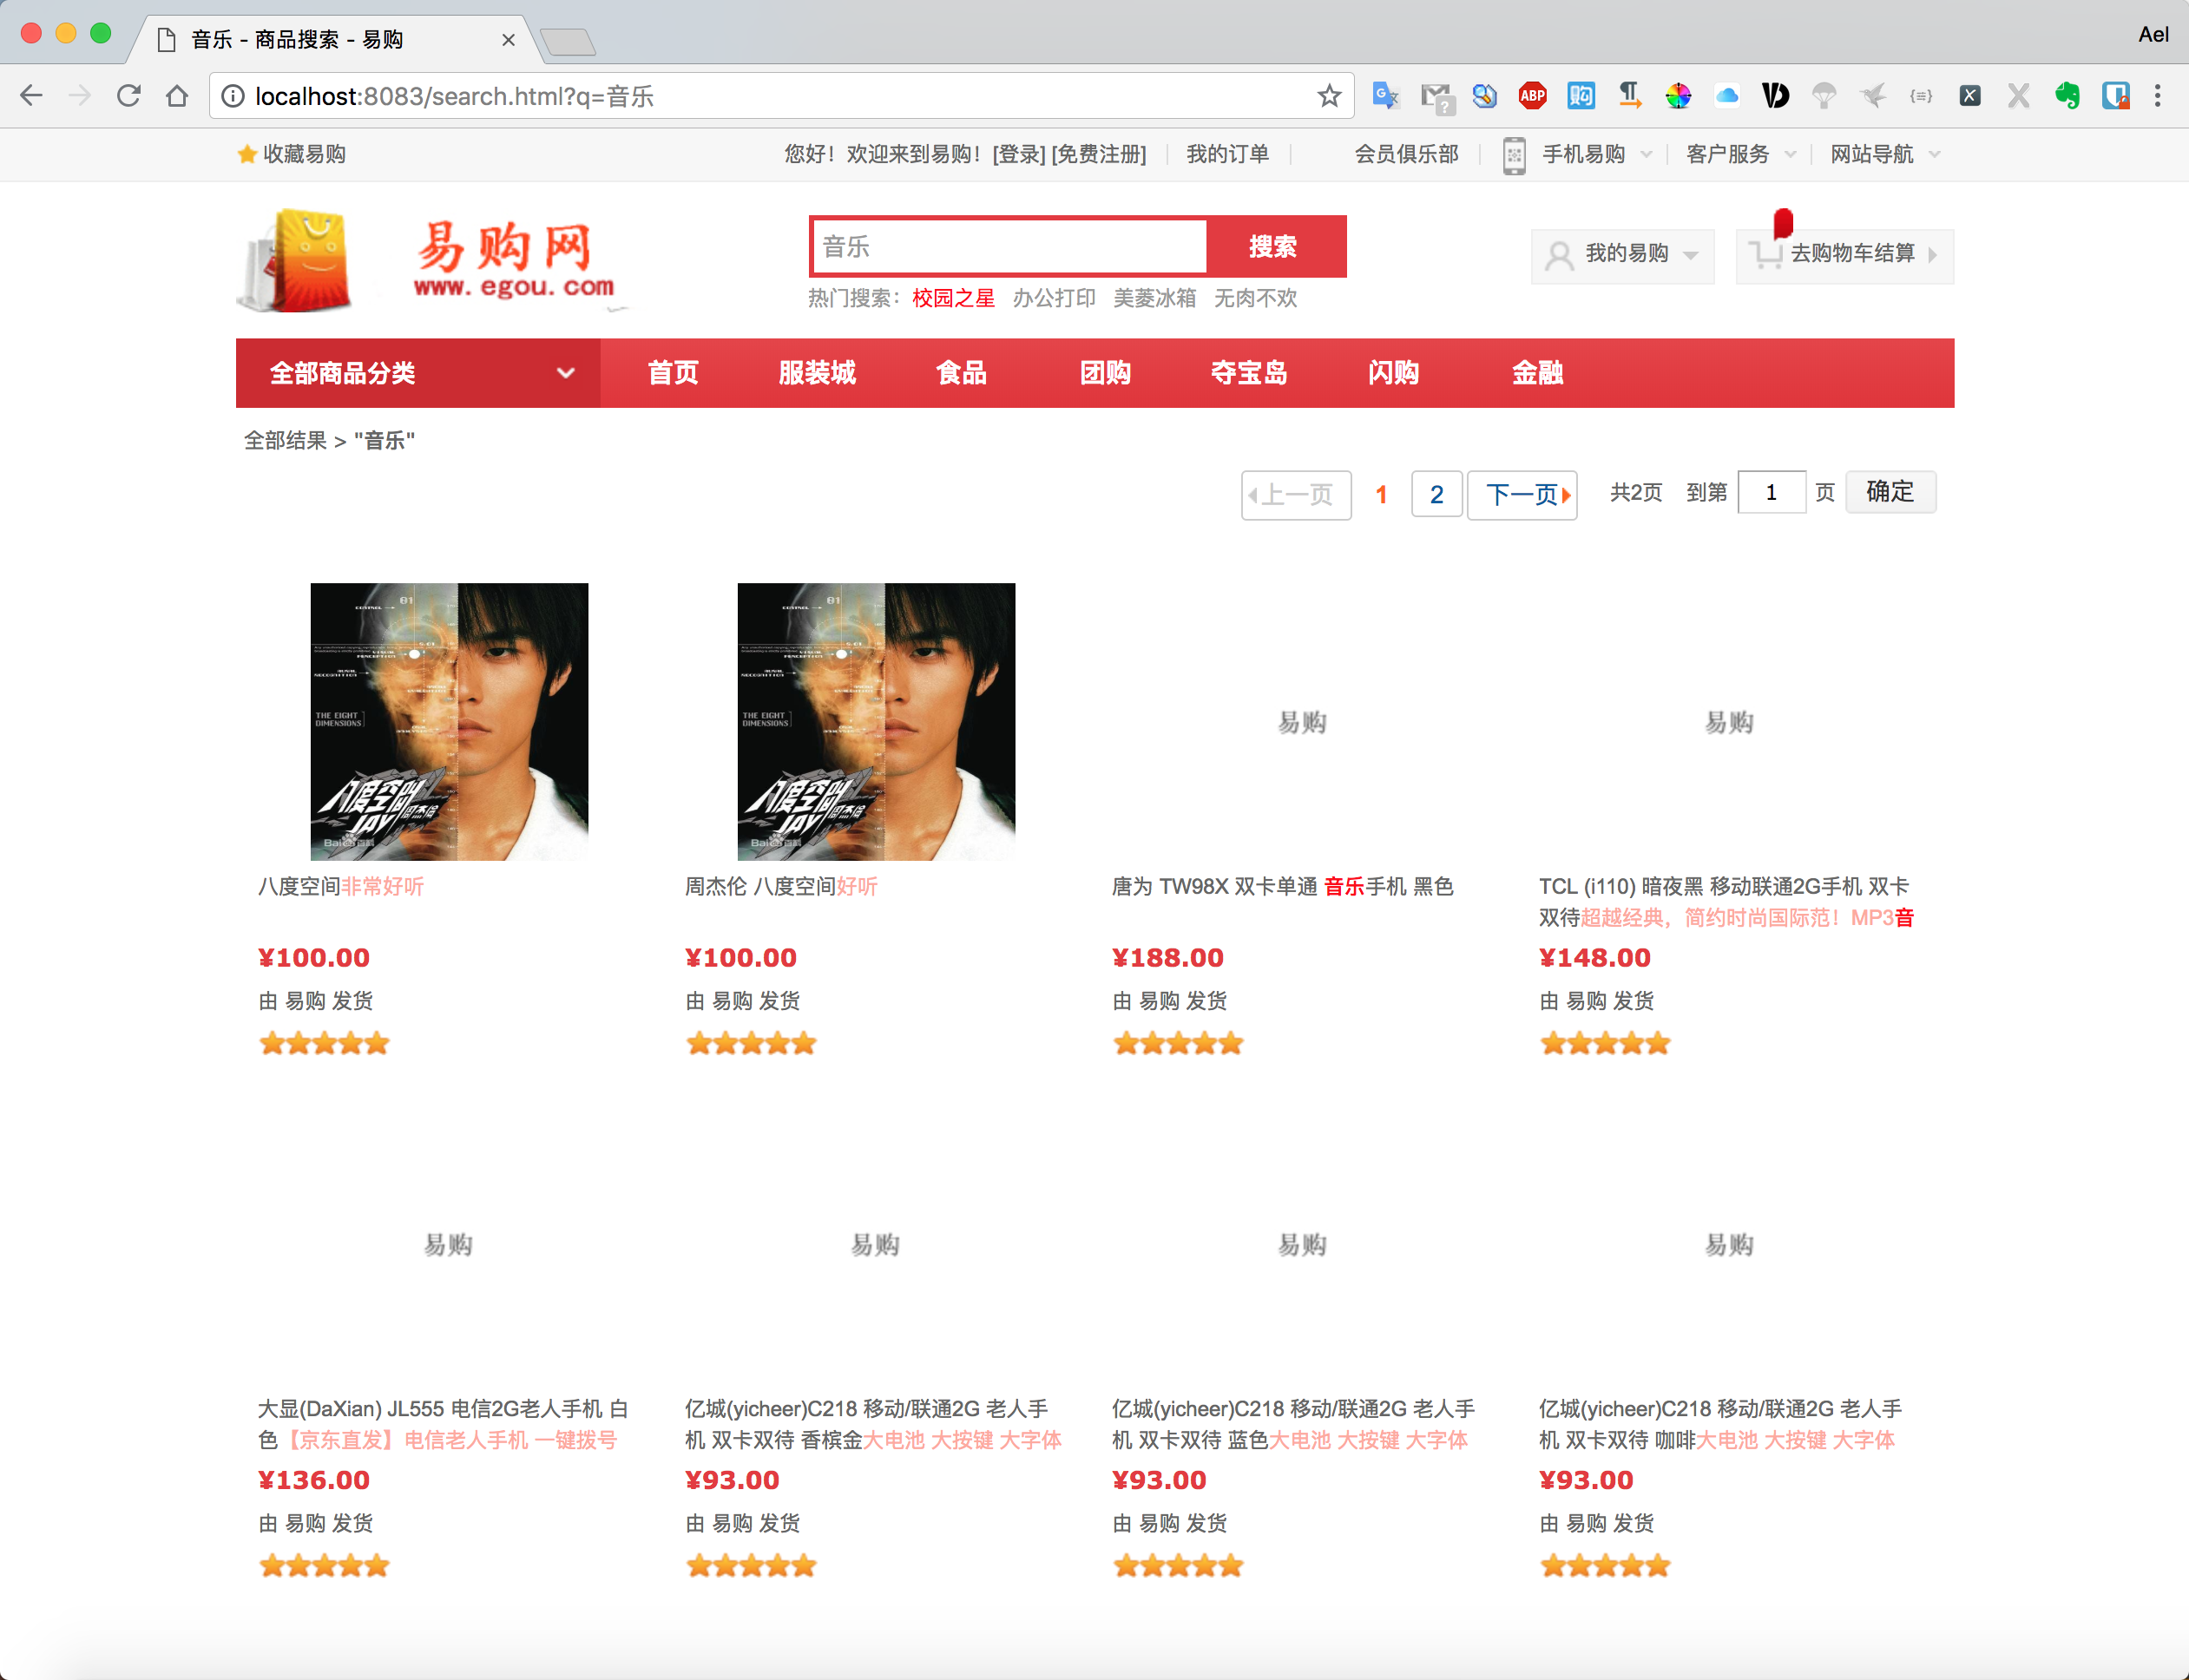 音乐 - 商品搜索 - 易购
Ael
localhost:8083/search.html?q=音乐
收藏易购 您好！欢迎来到易购！[登录] [免费注册] 我的订单 会员俱乐部 手机易购 客户服务 网站导航
易购网
www.egou.com
音乐 搜索
我的易购 去购物车结算
热门搜索： 校园之星 办公打印 美菱冰箱 无肉不欢
全部商品分类 首页 服装城 食品 团购 夺宝岛 闪购 金融
全部结果 > "音乐"
上一页 1 2 下一页 共2页 到第 1 页 确定
THE EIGHT DIMENSIONS
八度空间
JAY 周杰伦
Bai百科
THE EIGHT DIMENSIONS
八度空间
JAY 周杰伦
Bai百科
易购
易购
八度空间非常好听
¥100.00
由 易购 发货
周杰伦 八度空间好听
¥100.00
由 易购 发货
唐为 TW98X 双卡单通 音乐手机 黑色
¥188.00
由 易购 发货
TCL (i110) 暗夜黑 移动联通2G手机 双卡
双待超越经典，简约时尚国际范！MP3音
¥148.00
由 易购 发货
易购
易购
易购
易购
大显(DaXian) JL555 电信2G老人手机 白
色【京东直发】电信老人手机 一键拨号
¥136.00
由 易购 发货
亿城(yicheer)C218 移动/联通2G 老人手
机 双卡双待 香槟金大电池 大按键 大字体
¥93.00
由 易购 发货
亿城(yicheer)C218 移动/联通2G 老人手
机 双卡双待 蓝色大电池 大按键 大字体
¥93.00
由 易购 发货
亿城(yicheer)C218 移动/联通2G 老人手
机 双卡双待 咖啡大电池 大按键 大字体
¥93.00
由 易购 发货